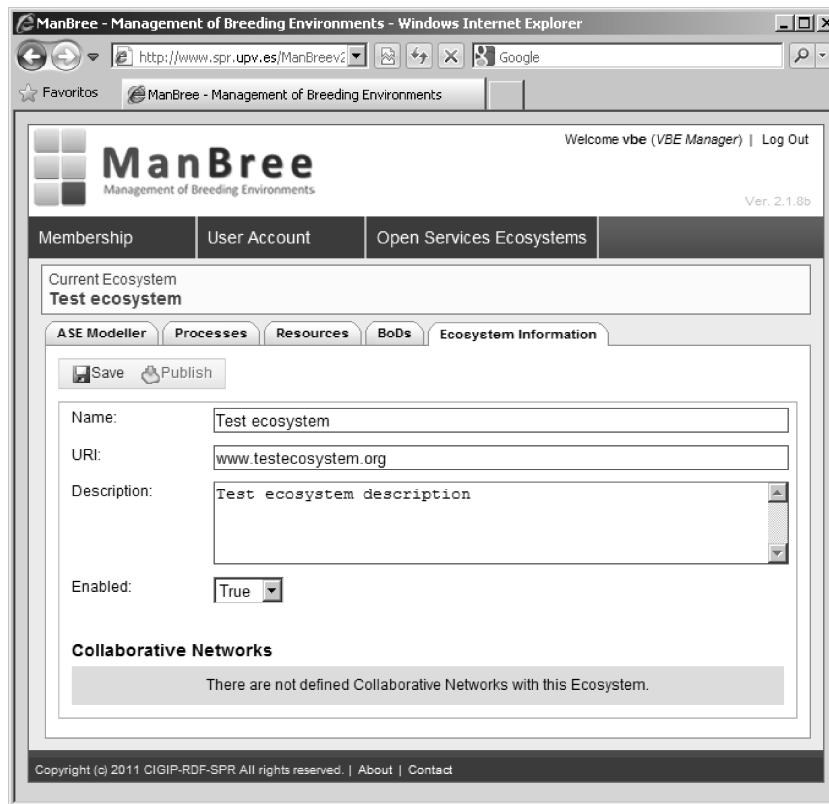 ManBree - Management of Breeding Environments - Windows Internet Explorer
http://www.spr.upv.es/ManBreev2
Google
Favoritos
ManBree - Management of Breeding Environments
Welcome vbe (VBE Manager) | Log Out
ManBree
Management of Breeding Environments
Ver. 2.1.8b
Membership
User Account
Open Services Ecosystems
Current Ecosystem
Test ecosystem
ASE Modeller
Processes
Resources
BoDs
Ecosystem Information
Save
Publish
Name:
Test ecosystem
URI:
www.testecosystem.org
Description:
Test ecosystem description
Enabled:
True
Collaborative Networks
There are not defined Collaborative Networks with this Ecosystem.
Copyright (c) 2011 CIGIP-RDF-SPR All rights reserved. | About | Contact